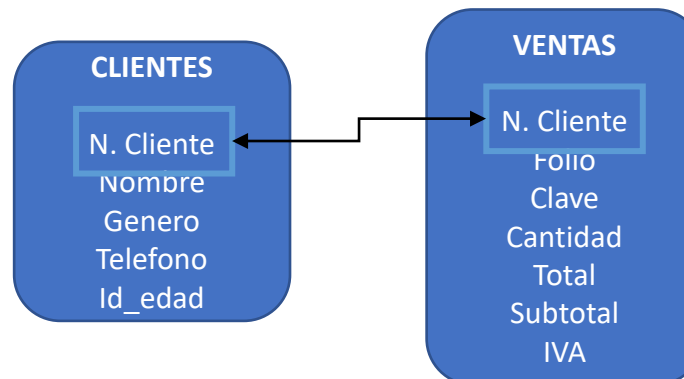 CLIENTES
N. Cliente
Nombre
Genero
Telefono
Id_edad
VENTAS
N. Cliente
Folio
Clave
Cantidad
Total
Subtotal
IVA